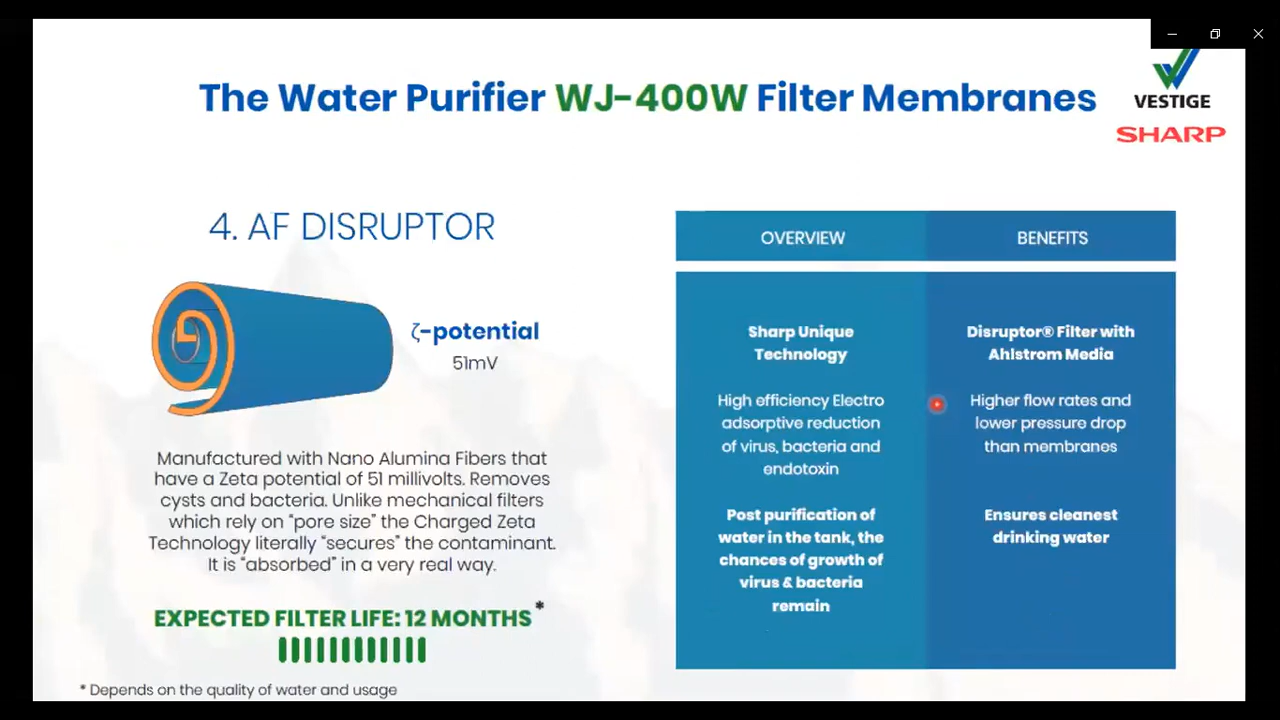 The Water Purifier WJ-400W Filter Membranes
VESTIGE
SHARP
4. AF DISRUPTOR
ζ-potential
51mV
Manufactured with Nano Alumina Fibers that
have a Zeta potential of 51 millivolts. Removes
cysts and bacteria. Unlike mechanical filters
which rely on “pore size” the Charged Zeta
Technology literally “secures” the contaminant.
It is “absorbed” in a very real way.
EXPECTED FILTER LIFE: 12 MONTHS*
* Depends on the quality of water and usage
OVERVIEW
Sharp Unique
Technology
High efficiency Electro
adsorptive reduction
of virus, bacteria and
endotoxin
Post purification of
water in the tank, the
chances of growth of
virus & bacteria
remain
BENEFITS
Disruptor® Filter with
Ahlstrom Media
Higher flow rates and
lower pressure drop
than membranes
Ensures cleanest
drinking water